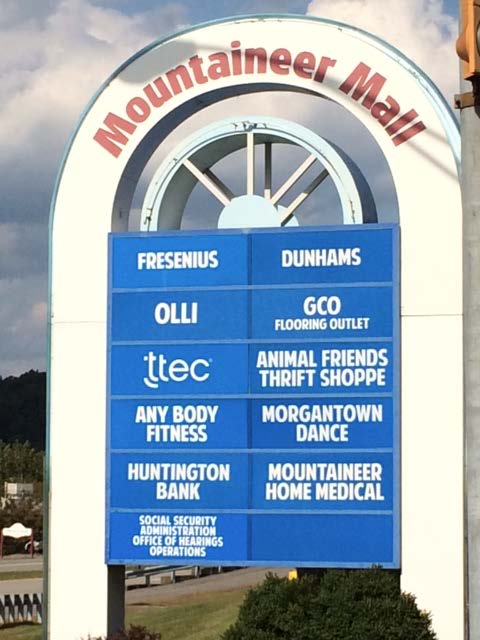 Mountaineer Mall
FRESENIUS
DUNHAMS
OLLI
GCO
FLOORING OUTLET
ttec
ANIMAL FRIENDS
THRIFT SHOPPE
ANY BODY
FITNESS
MORGANTOWN
DANCE
HUNTINGTON
BANK
MOUNTAINEER
HOME MEDICAL
SOCIAL SECURITY
ADMINISTRATION
OFFICE OF HEARINGS
OPERATIONS